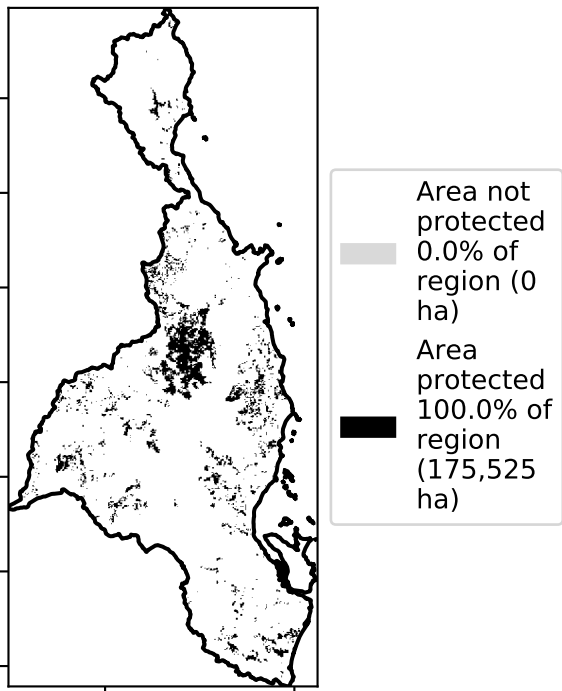 Area not
protected
0.0% of
region (0
ha)
Area
protected
100.0% of
region
(175,525
ha)